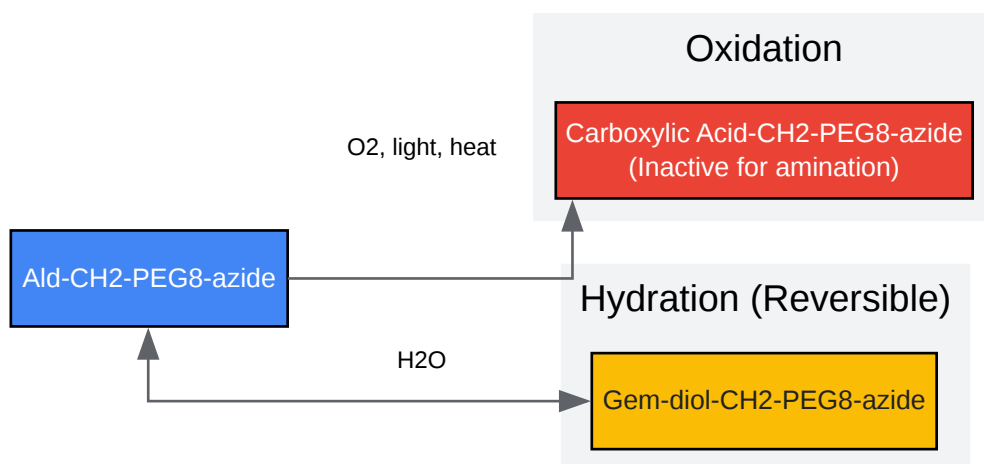 Oxidation
Carboxylic Acid-CH2-PEG8-azide
(Inactive for amination)
O2, light, heat
Ald-CH2-PEG8-azide
Hydration (Reversible)
H2O
Gem-diol-CH2-PEG8-azide